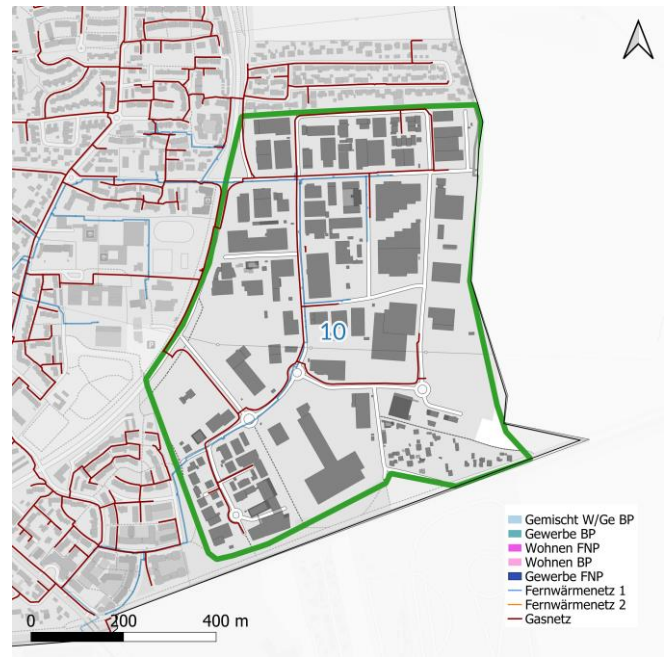 10
Gemischt W/Ge BP
Gewerbe BP
Wohnen FNP
Wohnen BP
Gewerbe FNP
Fernwärmenetz 1
Fernwärmenetz 2
Gasnetz
0 200 400 m